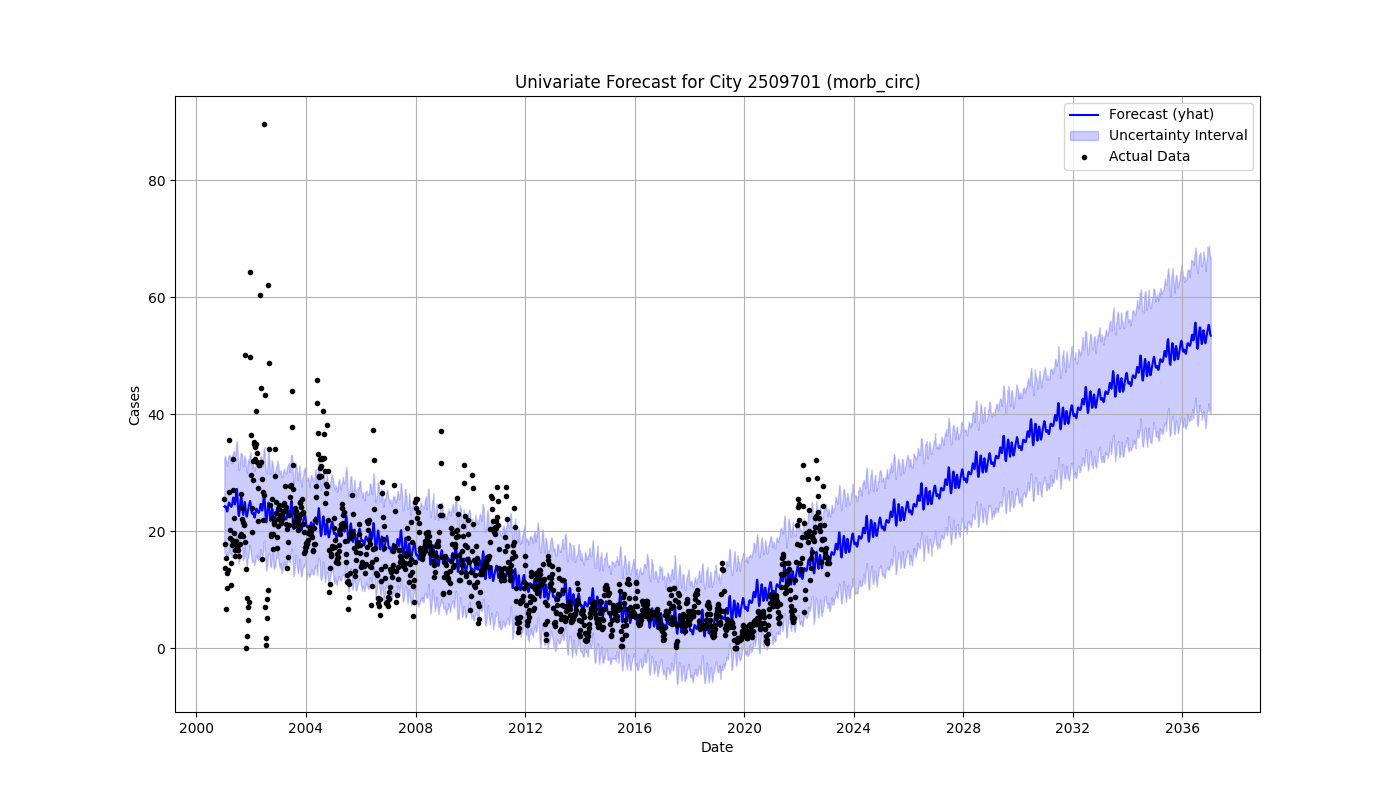 Univariate Forecast for City 2509701 (morb_circ)
Forecast (yhat)
Uncertainty Interval
Actual Data
Cases
80
60
40
20
0
2000 2004 2008 2012 2016 2020 2024 2028 2032 2036
Date